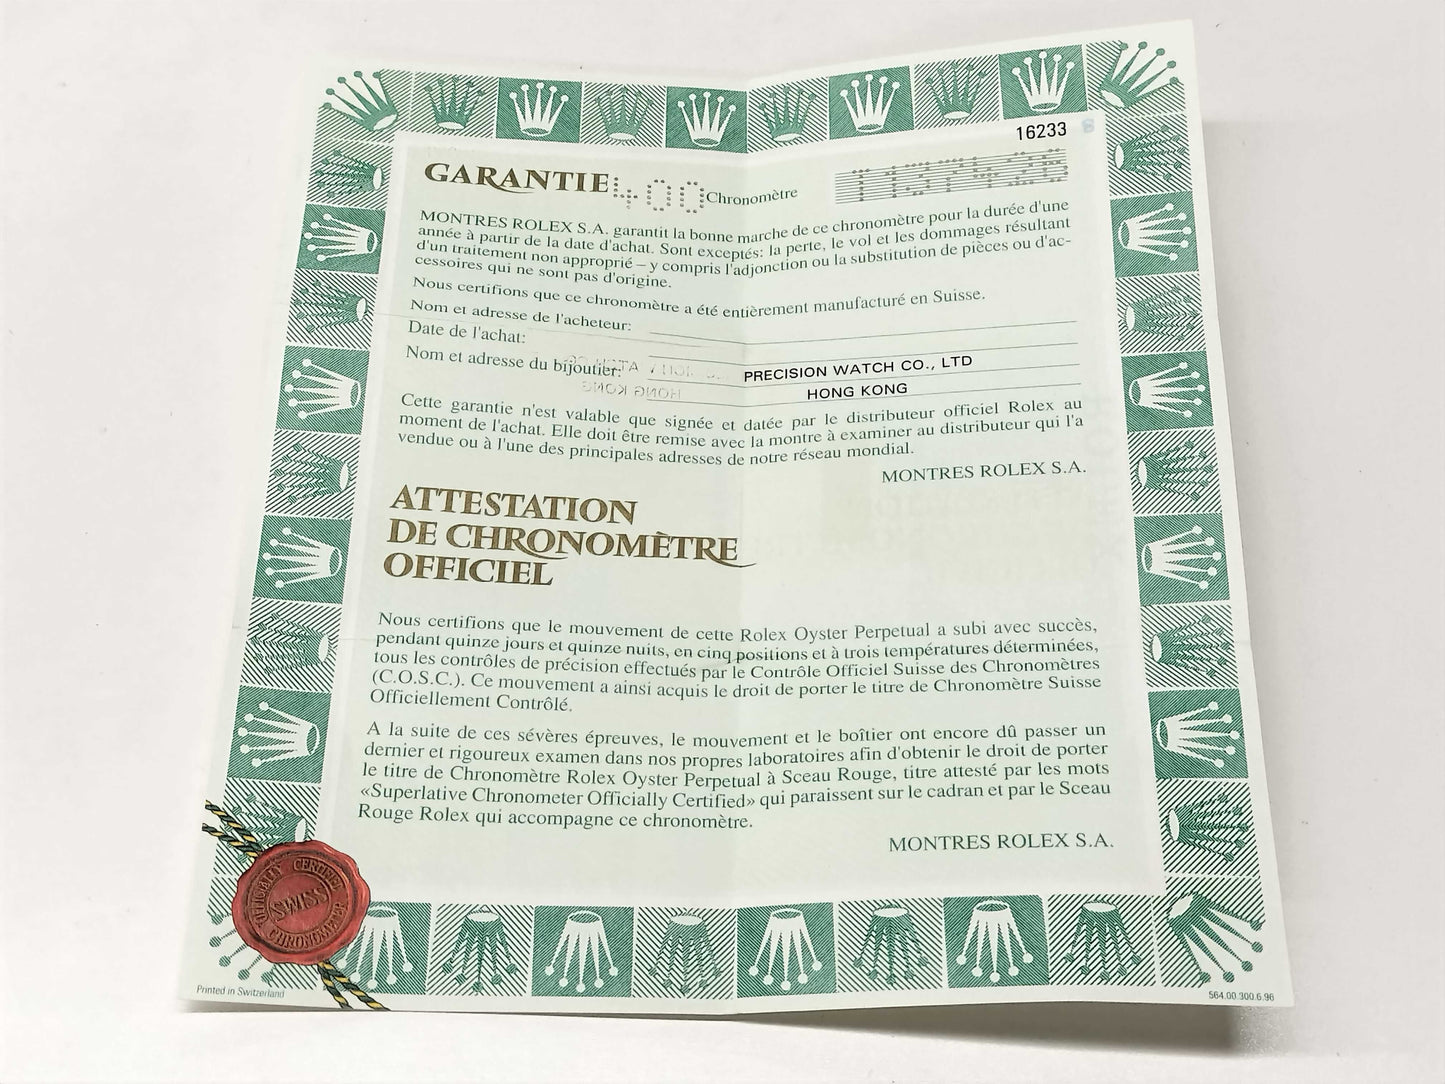 16233
GARANTIE 400 Chronomètre
MONTRES ROLEX S.A. garantit la bonne marche de ce chronomètre pour la durée d'une
année à partir de la date d'achat. Sont exceptés: la perte, le vol et les dommages résultant
d'un traitement non approprié – y compris l'adjonction ou la substitution de pièces ou d'ac-
cessoires qui ne sont pas d'origine.
Nous certifions que ce chronomètre a été entièrement manufacturé en Suisse.
Nom et adresse de l'acheteur:
Date de l'achat:
Nom et adresse du bijoutier: PRECISION WATCH CO., LTD
HONG KONG
Cette garantie n'est valable que signée et datée par le distributeur officiel Rolex au
moment de l'achat. Elle doit être remise avec la montre à examiner au distributeur qui l'a
vendue ou à l'une des principales adresses de notre réseau mondial.
MONTRES ROLEX S.A.
ATTESTATION
DE CHRONOMÈTRE
OFFICIEL
Nous certifions que le mouvement de cette Rolex Oyster Perpetual a subi avec succès,
pendant quinze jours et quinze nuits, en cinq positions et à trois températures déterminées,
tous les contrôles de précision effectués par le Contrôle Officiel Suisse des Chronomètres
(C.O.S.C.). Ce mouvement a ainsi acquis le droit de porter le titre de Chronomètre Suisse
Officiellement Contrôlé.
A la suite de ces sévères épreuves, le mouvement et le boîtier ont encore dû passer un
dernier et rigoureux examen dans nos propres laboratoires afin d'obtenir le droit de porter
le titre de Chronomètre Rolex Oyster Perpetual à Sceau Rouge, titre attesté par les mots
«Superlative Chronometer Officially Certified» qui paraissent sur le cadran et par le Sceau
Rouge Rolex qui accompagne ce chronomètre.
MONTRES ROLEX S.A.
OFFICIALLY CERTIFIED
SWISS
CHRONOMETER
Printed in Switzerland
564.00.300.6.96